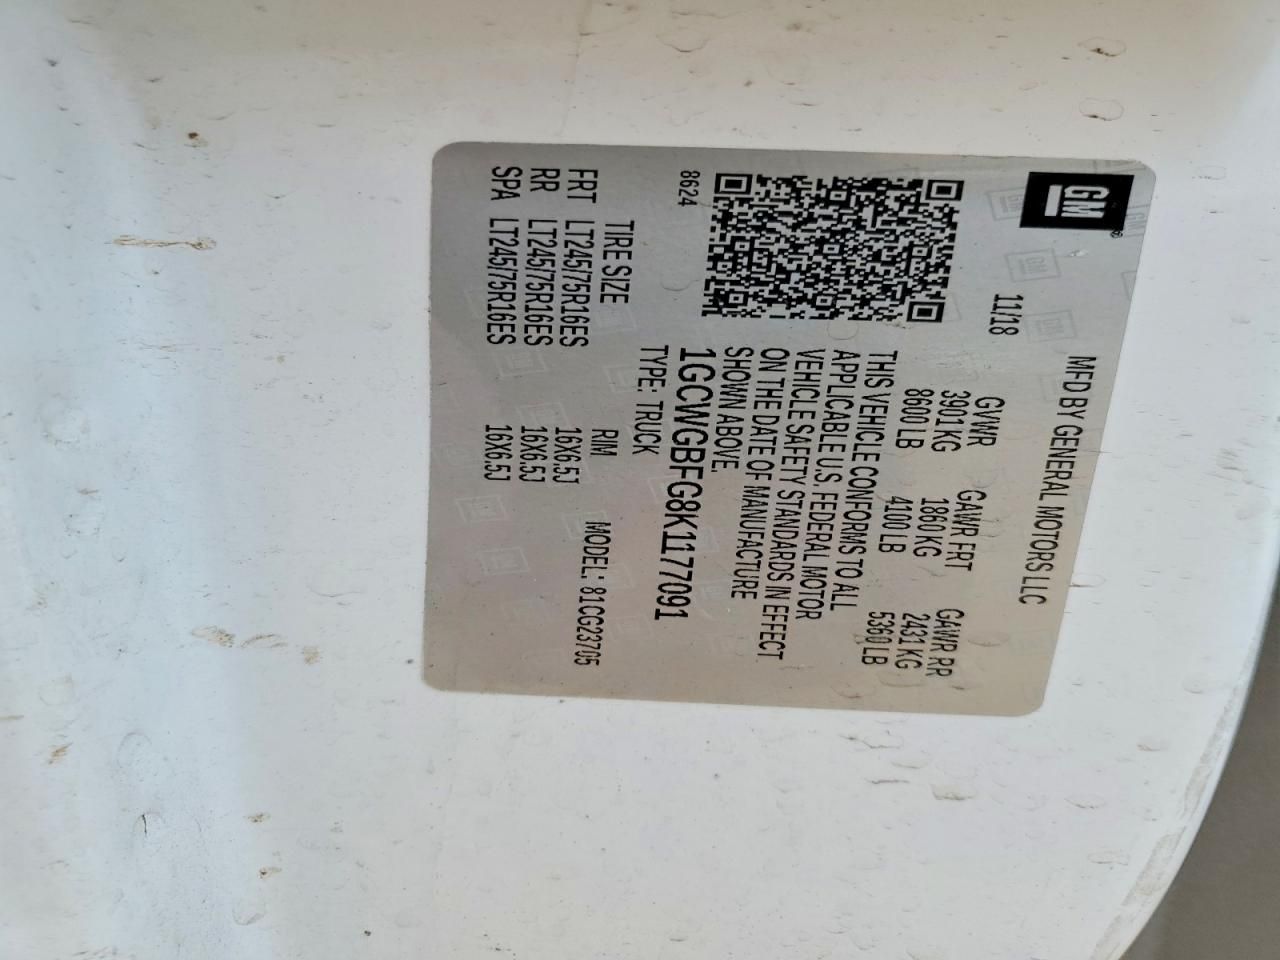 GM
MFD BY GENERAL MOTORS LLC
11/18
GVWR GAWR FRT GAWR RR
3901 KG 1860 KG 2431 KG
8600 LB 4100 LB 5360 LB
THIS VEHICLE CONFORMS TO ALL
APPLICABLE U.S. FEDERAL MOTOR
VEHICLE SAFETY STANDARDS IN EFFECT
ON THE DATE OF MANUFACTURE
SHOWN ABOVE.
8624
1GCWGBFG8K1177091
TYPE: TRUCK
MODEL: 81CG23705
TIRE SIZE RIM
FRT LT245/75R16ES 16X6.5J
RR LT245/75R16ES 16X6.5J
SPA LT245/75R16ES 16X6.5J